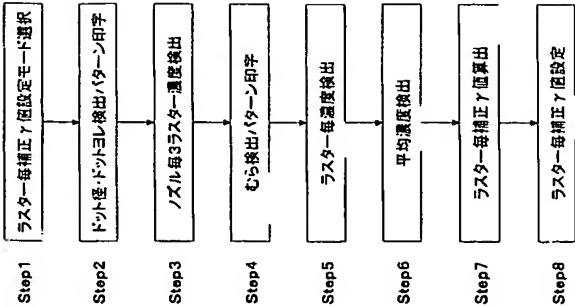 Step1
ラスター毎補正γ値設定モード選択
Step2
ドット径・ドットヨレ検出パターン印字
Step3
ノズル毎3ラスター濃度検出
Step4
むら検出パターン印字
Step5
ラスター毎濃度検出
Step6
平均濃度検出
Step7
ラスター毎補正γ値算出
Step8
ラスター毎補正γ値設定